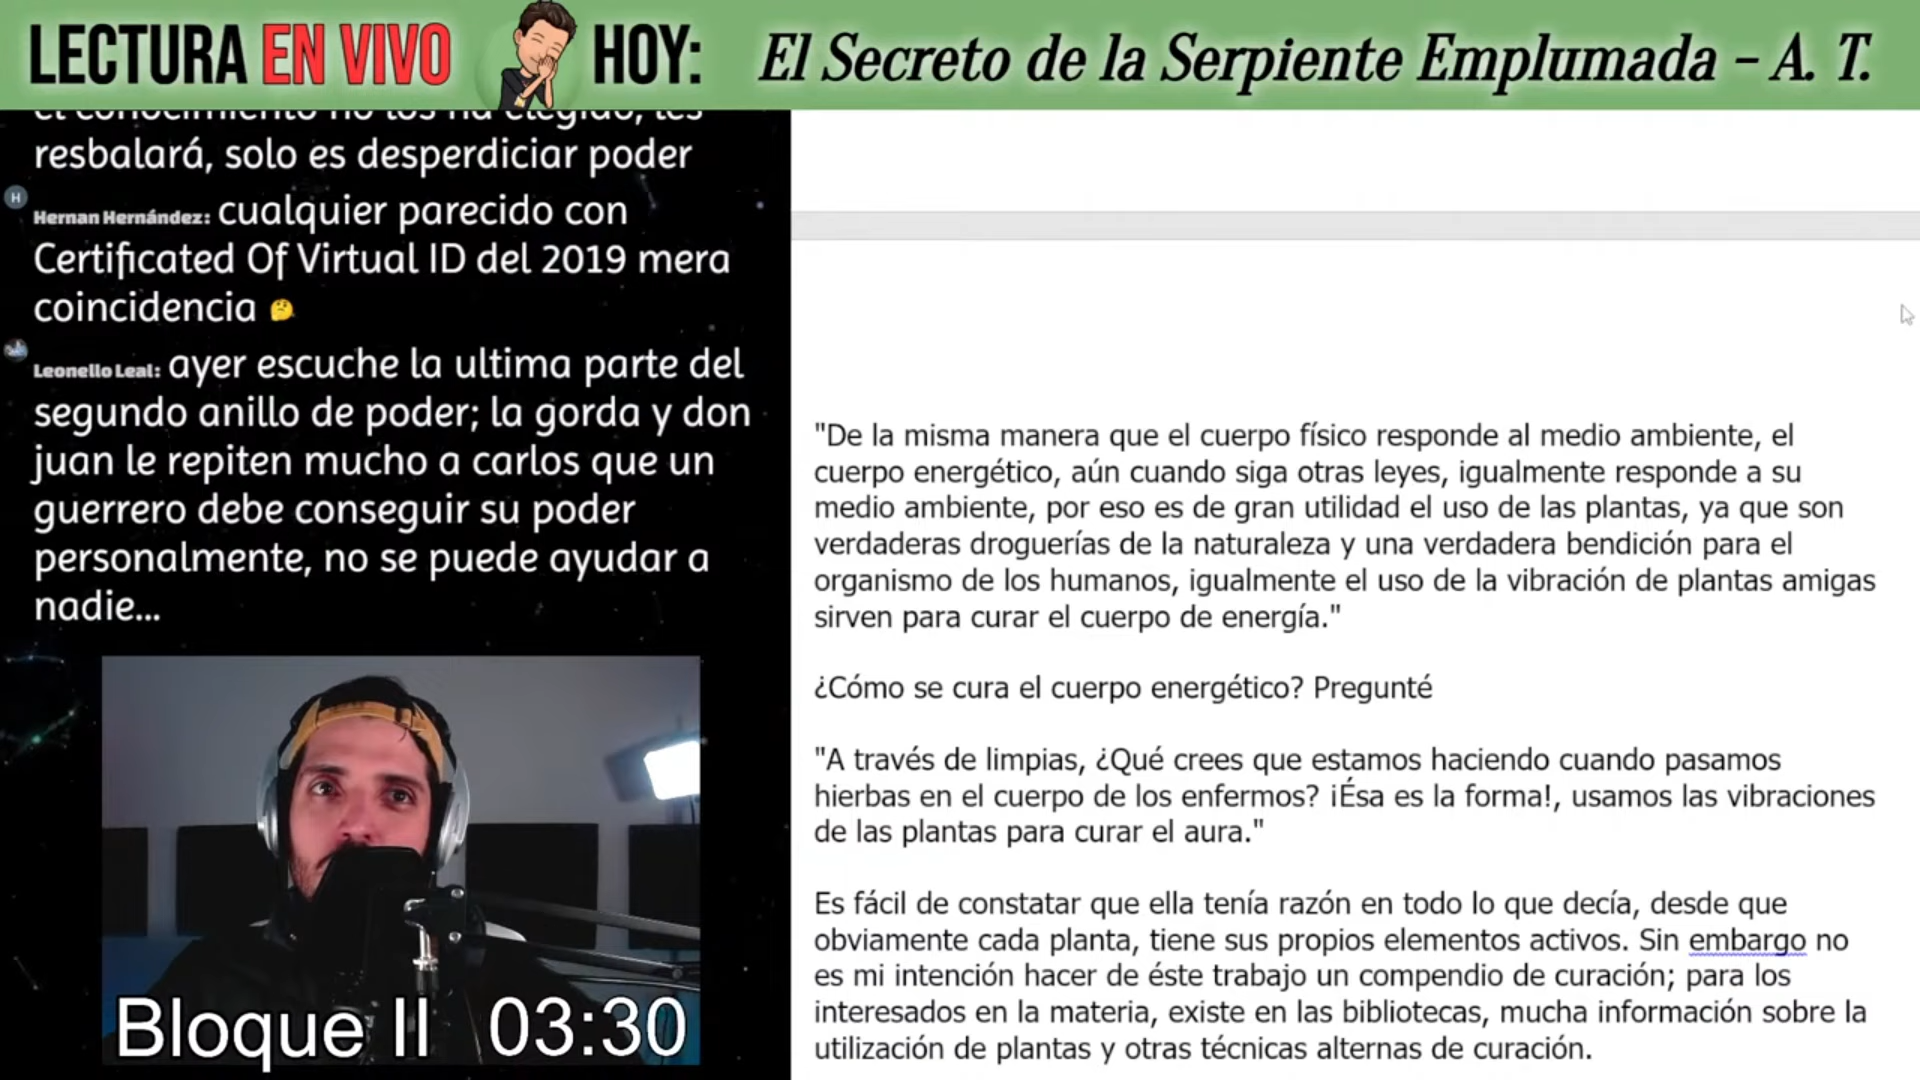 LECTURA EN VIVO HOY: El Secreto de la Serpiente Emplumada - A. T.
el conocimiento no los ha elegido, les
resbalará, solo es desperdiciar poder
H
Hernan Hernández: cualquier parecido con
Certificated Of Virtual ID del 2019 mera
coincidencia 🤔
Leonello Leal: ayer escuche la ultima parte del
segundo anillo de poder; la gorda y don
juan le repiten mucho a carlos que un
guerrero debe conseguir su poder
personalmente, no se puede ayudar a
nadie...
Bloque II 03:30
"De la misma manera que el cuerpo físico responde al medio ambiente, el
cuerpo energético, aún cuando siga otras leyes, igualmente responde a su
medio ambiente, por eso es de gran utilidad el uso de las plantas, ya que son
verdaderas droguerías de la naturaleza y una verdadera bendición para el
organismo de los humanos, igualmente el uso de la vibración de plantas amigas
sirven para curar el cuerpo de energía."
¿Cómo se cura el cuerpo energético? Pregunté
"A través de limpias, ¿Qué crees que estamos haciendo cuando pasamos
hierbas en el cuerpo de los enfermos? ¡Ésa es la forma!, usamos las vibraciones
de las plantas para curar el aura."
Es fácil de constatar que ella tenía razón en todo lo que decía, desde que
obviamente cada planta, tiene sus propios elementos activos. Sin embargo no
es mi intención hacer de éste trabajo un compendio de curación; para los
interesados en la materia, existe en las bibliotecas, mucha información sobre la
utilización de plantas y otras técnicas alternas de curación.